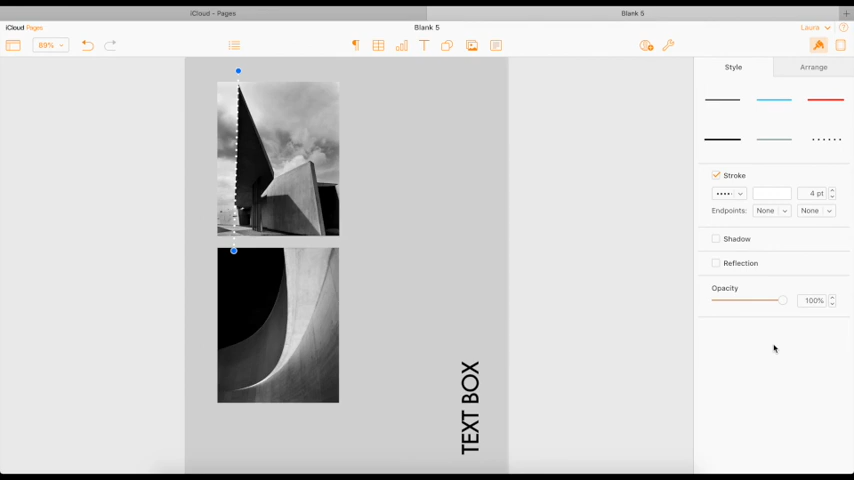 iCloud - Pages
Blank 5
iCloud Pages
Blank 5
Laura
89%
Style
Arrange
Stroke
4 pt
Endpoints:
None
None
Shadow
Reflection
Opacity
100%
TEXT BOX